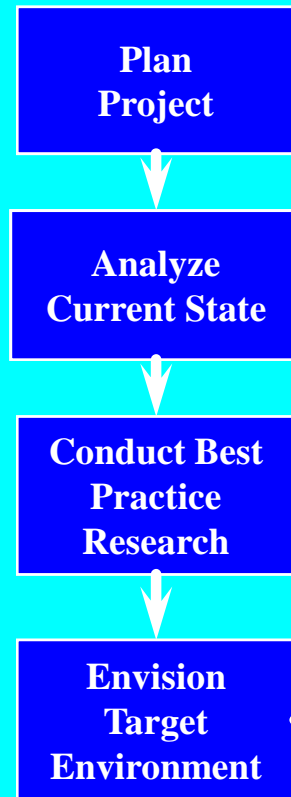 Plan
Project
Analyze
Current State
Conduct Best
Practice
Research
Envision
Target
Environment